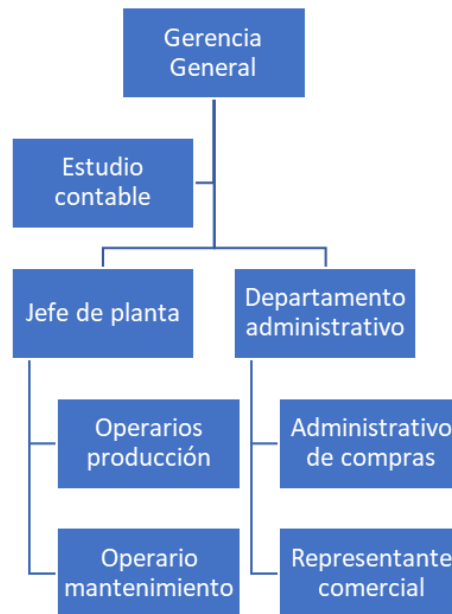 Gerencia
General
Estudio
contable
Jefe de planta
Departamento
administrativo
Operarios
producción
Administrativo
de compras
Operario
mantenimiento
Representante
comercial